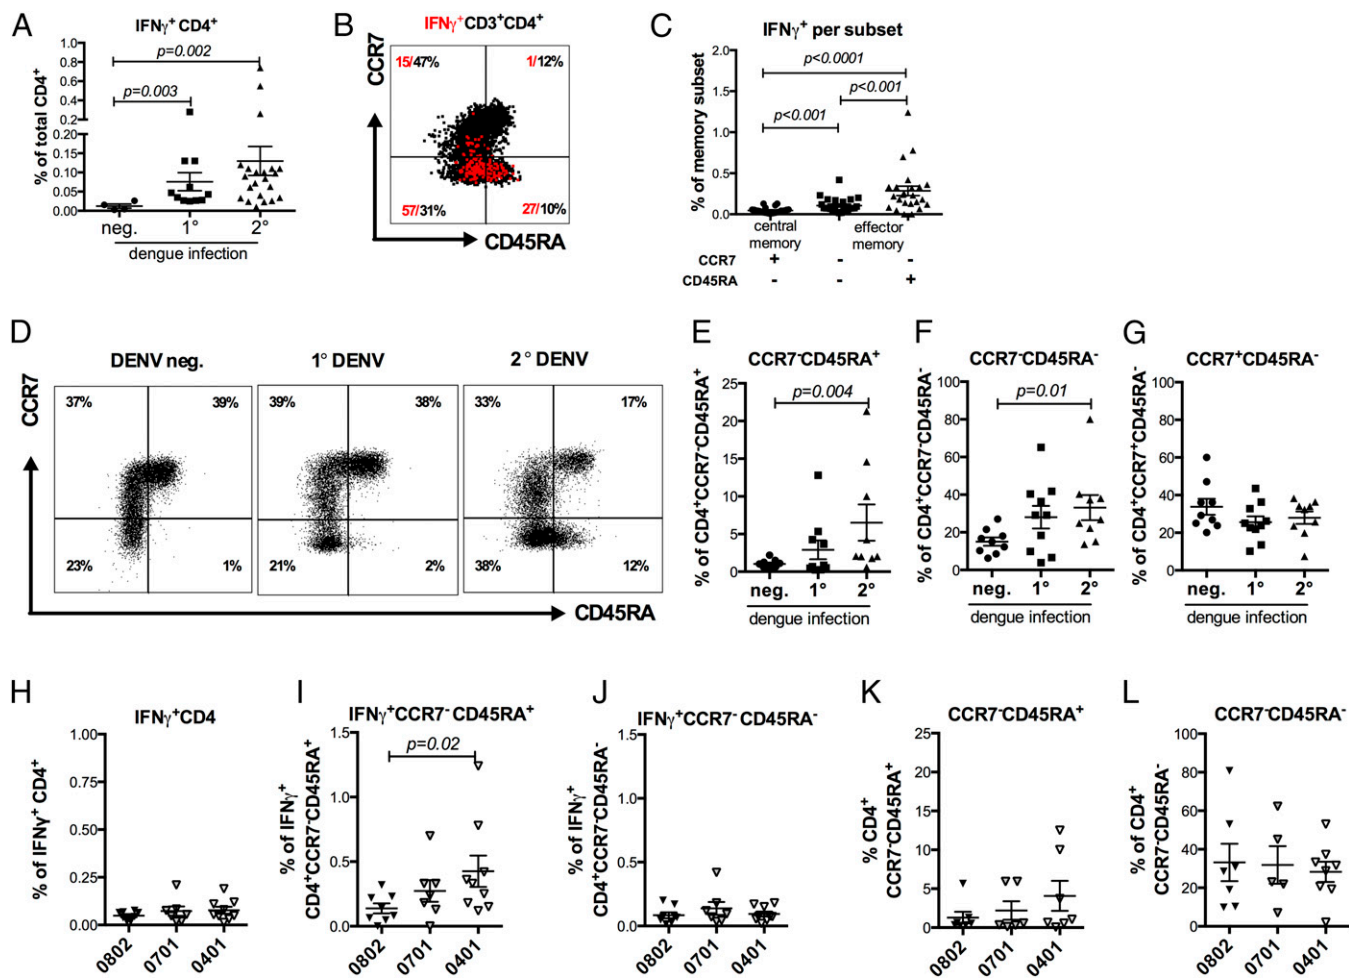 A
IFNγ⁺ CD4⁺
% of total CD4⁺
1.0
0.8
0.6
0.4
0.2
0.20
0.15
0.10
0.05
0.00
p=0.002
p=0.003
neg.
1°
2°
dengue infection
B
IFNγ⁺CD3⁺CD4⁺
CCR7
15/47%
1/12%
57/31%
27/10%
CD45RA
C
IFNγ⁺ per subset
% of memory subset
2.0
1.5
1.0
0.5
0.0
p<0.0001
p<0.001
p<0.001
central memory
effector memory
CCR7 + - -
CD45RA - - +
D
DENV neg.
1° DENV
2° DENV
CCR7
37% 39%
23% 1%
39% 38%
21% 2%
33% 17%
38% 12%
CD45RA
E
CCR7⁻CD45RA⁺
% of CD4⁺CCR7⁻CD45RA⁺
25
20
15
10
5
0
p=0.004
neg. 1° 2°
dengue infection
F
CCR7⁻CD45RA⁻
% of CD4⁺CCR7⁻CD45RA⁻
100
80
60
40
20
0
p=0.01
neg. 1° 2°
dengue infection
G
CCR7⁺CD45RA⁻
% of CD4⁺CCR7⁺CD45RA⁻
100
80
60
40
20
0
neg. 1° 2°
dengue infection
H
IFNγ⁺CD4
% of IFNγ⁺ CD4⁺
1.00
0.75
0.50
0.25
0.00
0802 0701 0401
I
IFNγ⁺CCR7⁻ CD45RA⁺
% of IFNγ⁺
CD4⁺CCR7⁻CD45RA⁺
1.5
1.0
0.5
0.0
p=0.02
0802 0701 0401
J
IFNγ⁺CCR7⁻ CD45RA⁻
% of IFNγ⁺
CD4⁺CCR7⁻CD45RA⁻
1.5
1.0
0.5
0.0
0802 0701 0401
K
CCR7⁻CD45RA⁺
% CD4⁺
CCR7⁻CD45RA⁺
25
20
15
10
5
0
0802 0701 0401
L
CCR7⁻CD45RA⁻
% of CD4⁺
CCR7⁻CD45RA⁻
100
80
60
40
20
0
0802 0701 0401